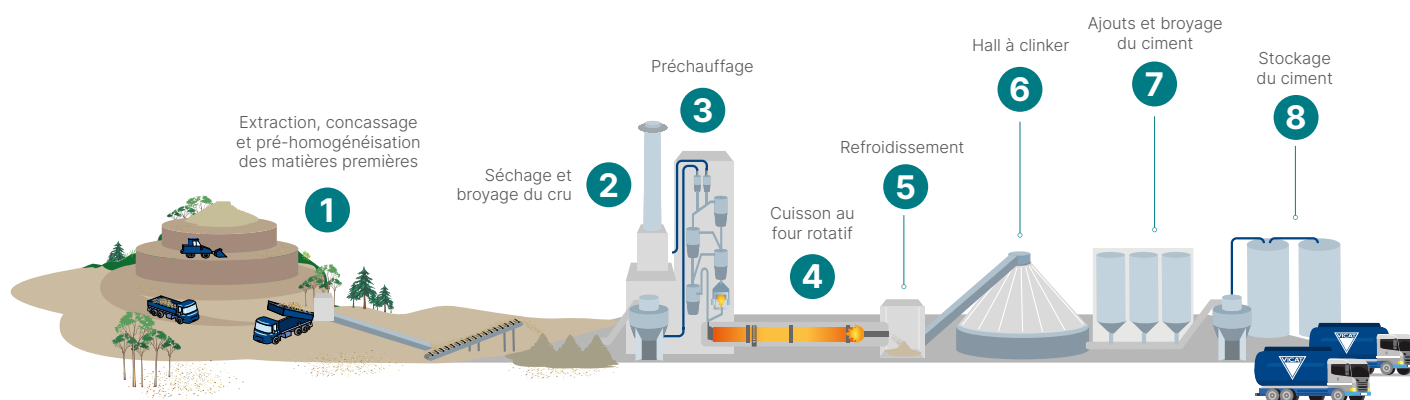 Extraction, concassage
et pré-homogénéisation
des matières premières
1
Séchage et
broyage du cru
2
Préchauffage
3
Cuisson au
four rotatif
4
Refroidissement
5
Hall à clinker
6
Ajouts et broyage
du ciment
7
Stockage
du ciment
8
VICAT
VICAT